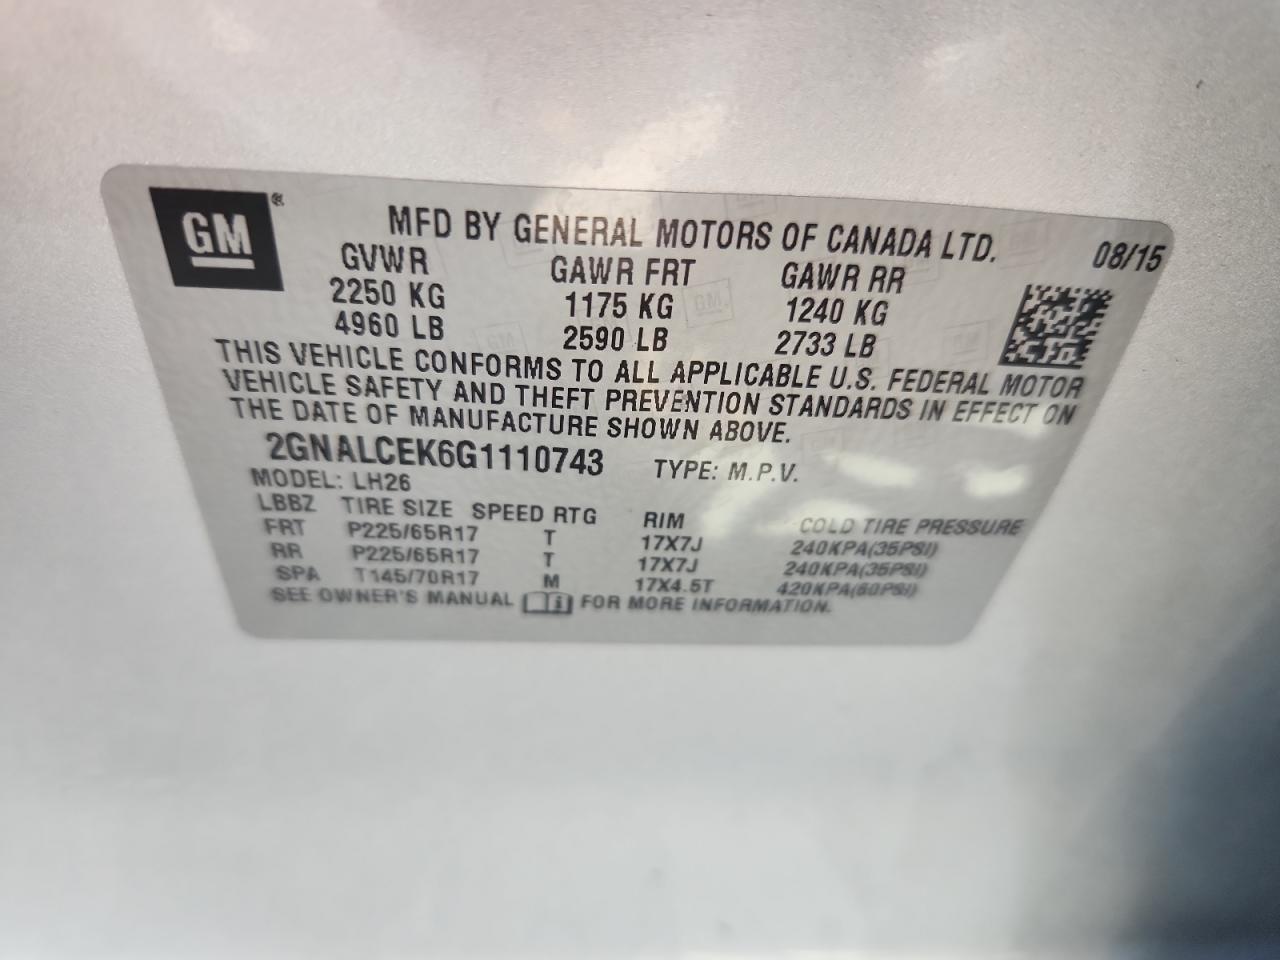 GM®
MFD BY GENERAL MOTORS OF CANADA LTD. 08/15
GVWR GAWR FRT GAWR RR
2250 KG 1175 KG 1240 KG
4960 LB 2590 LB 2733 LB
THIS VEHICLE CONFORMS TO ALL APPLICABLE U.S. FEDERAL MOTOR
VEHICLE SAFETY AND THEFT PREVENTION STANDARDS IN EFFECT ON
THE DATE OF MANUFACTURE SHOWN ABOVE.
2GNALCEK6G1110743 TYPE: M.P.V.
MODEL: LH26
LBBZ TIRE SIZE SPEED RTG RIM COLD TIRE PRESSURE
FRT P225/65R17 T 17X7J 240KPA(35PSI)
RR P225/65R17 T 17X7J 240KPA(35PSI)
SPA T145/70R17 M 17X4.5T 420KPA(60PSI)
SEE OWNER'S MANUAL i FOR MORE INFORMATION.